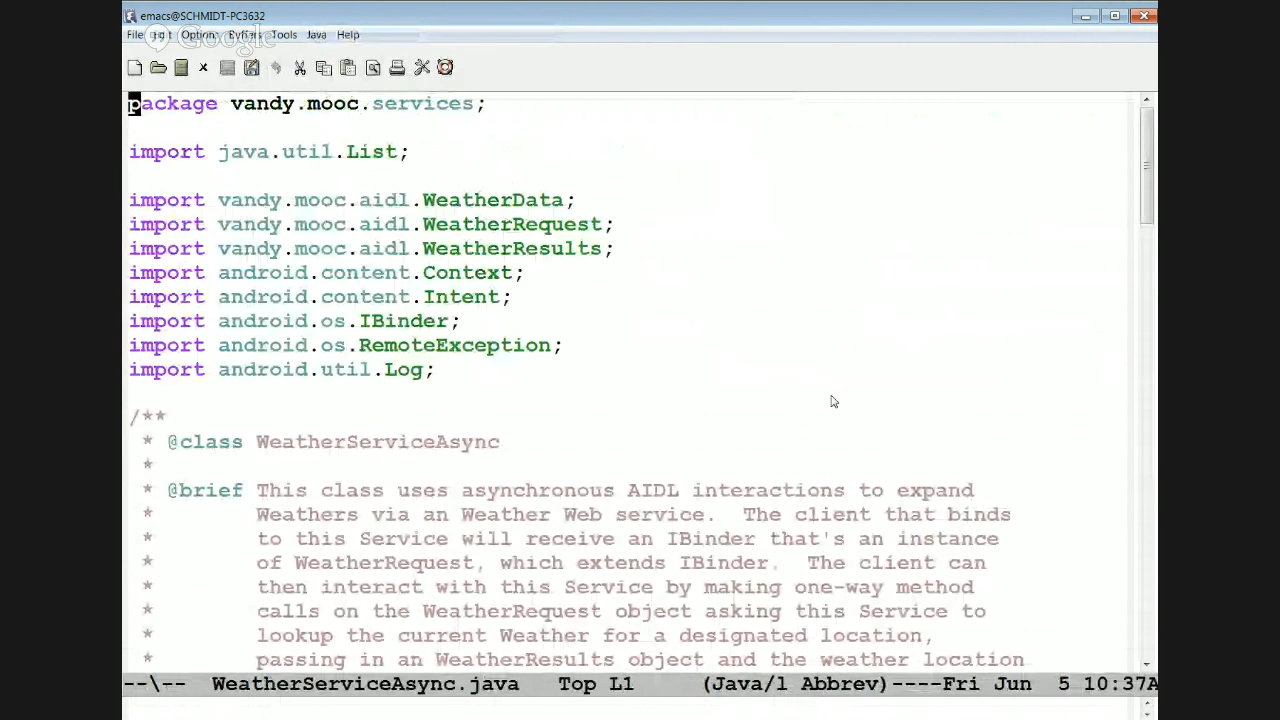 emacs@SCHMIDT-PC3632
File Edit Options Buffers Tools Java Help
Google
package vandy.mooc.services;
import java.util.List;
import vandy.mooc.aidl.WeatherData;
import vandy.mooc.aidl.WeatherRequest;
import vandy.mooc.aidl.WeatherResults;
import android.content.Context;
import android.content.Intent;
import android.os.IBinder;
import android.os.RemoteException;
import android.util.Log;
/**
* @class WeatherServiceAsync
*
* @brief This class uses asynchronous AIDL interactions to expand
* Weathers via an Weather Web service.  The client that binds
* to this Service will receive an IBinder that's an instance
* of WeatherRequest, which extends IBinder.  The client can
* then interact with this Service by making one-way method
* calls on the WeatherRequest object asking this Service to
* lookup the current Weather for a designated location,
* passing in an WeatherResults object and the weather location
--\-- WeatherServiceAsync.java Top L1 (Java/l Abbrev)----Fri Jun 5 10:37A